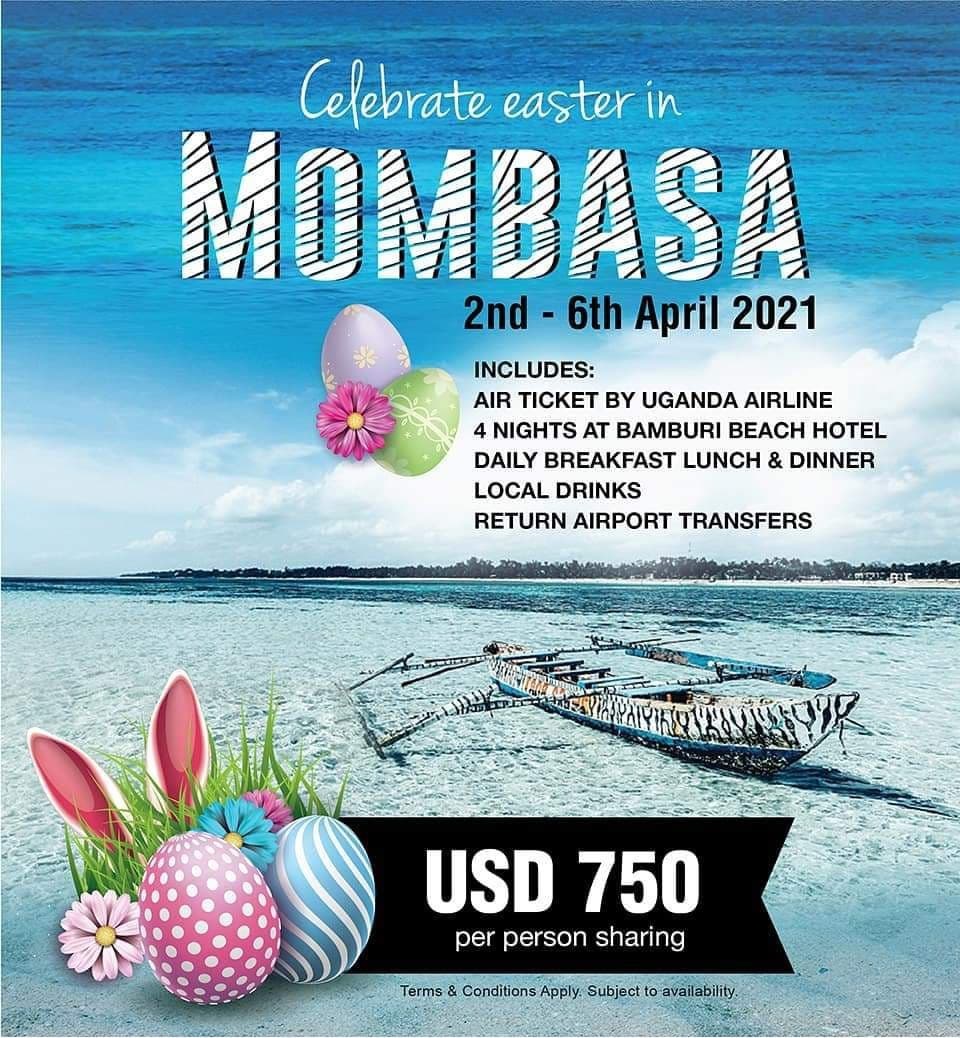 Celebrate easter in
MOMBASA
2nd - 6th April 2021
INCLUDES:
AIR TICKET BY UGANDA AIRLINE
4 NIGHTS AT BAMBURI BEACH HOTEL
DAILY BREAKFAST LUNCH & DINNER
LOCAL DRINKS
RETURN AIRPORT TRANSFERS
USD 750
per person sharing
Terms & Conditions Apply. Subject to availability.